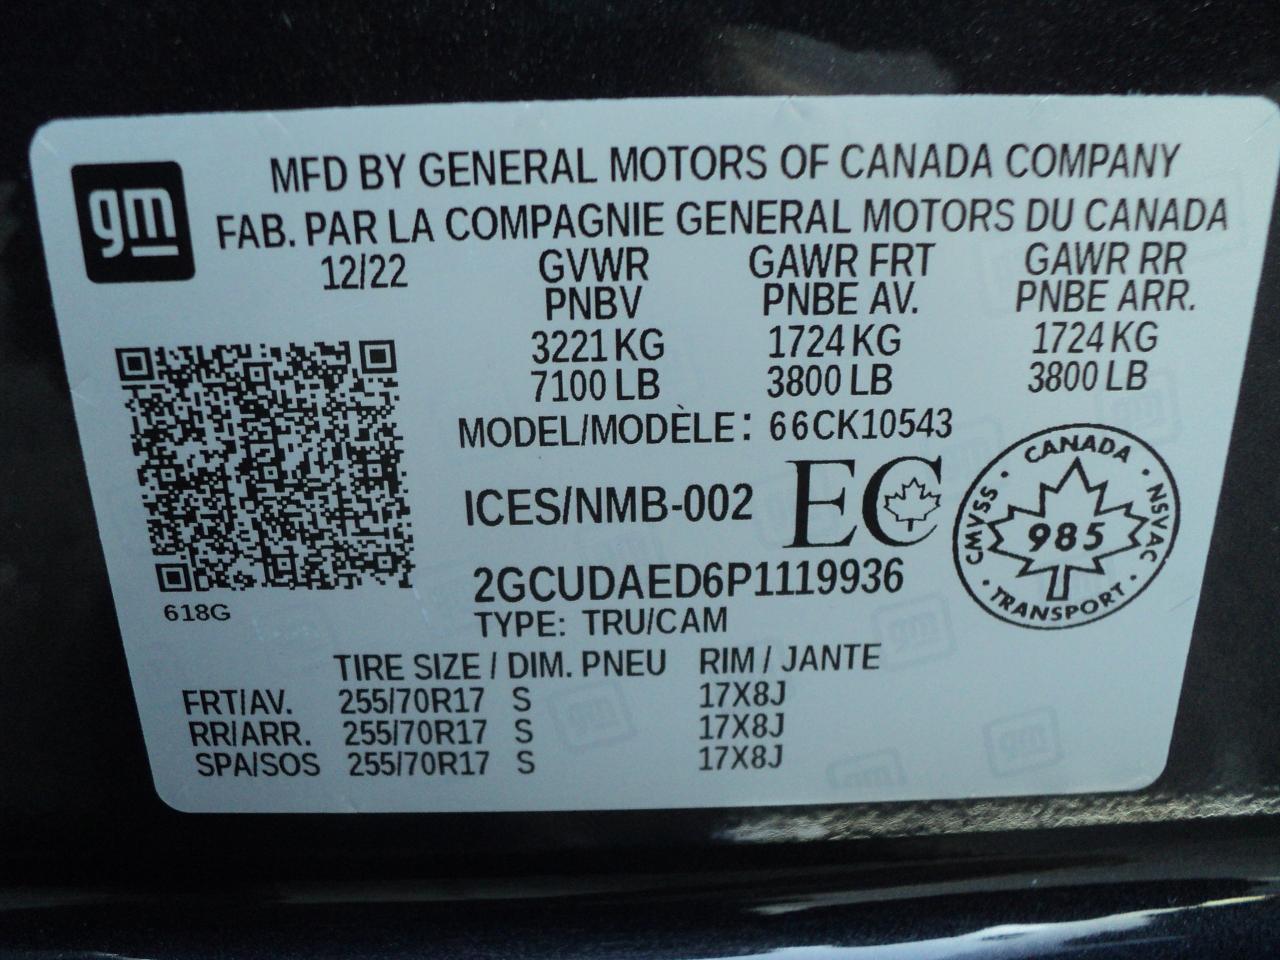 gm
MFD BY GENERAL MOTORS OF CANADA COMPANY
FAB. PAR LA COMPAGNIE GENERAL MOTORS DU CANADA
12/22 GVWR GAWR FRT GAWR RR
PNBV PNBE AV. PNBE ARR.
3221 KG 1724 KG 1724 KG
7100 LB 3800 LB 3800 LB
MODEL/MODÈLE: 66CK10543
ICES/NMB-002 EC
CANADA · NSVAC · TRANSPORT · CMVSS ·
985
2GCUDAED6P1119936
618G
TYPE: TRU/CAM
TIRE SIZE / DIM. PNEU RIM / JANTE
FRT/AV. 255/70R17 S 17X8J
RR/ARR. 255/70R17 S 17X8J
SPA/SOS 255/70R17 S 17X8J